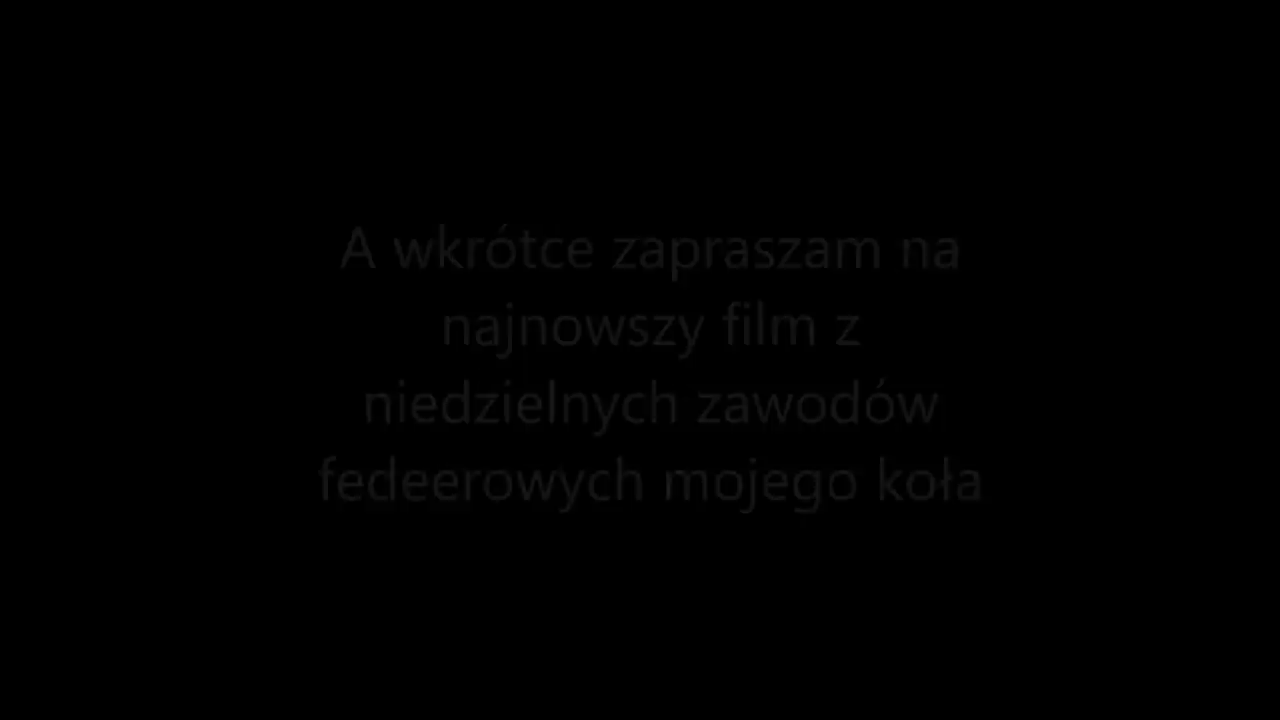 A wkrótce zapraszam na
najnowszy film z
niedzielnych zawodów
fedeerowych mojego koła